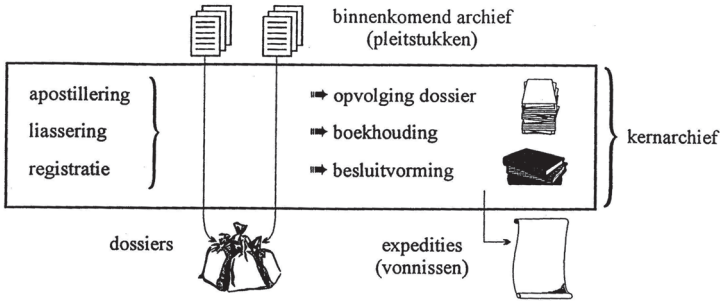 binnenkomend archief
(pleitstukken)
apostillering
liassering
registratie
➠ opvolging dossier
➠ boekhouding
➠ besluitvorming
kernarchief
dossiers
expedities
(vonnissen)